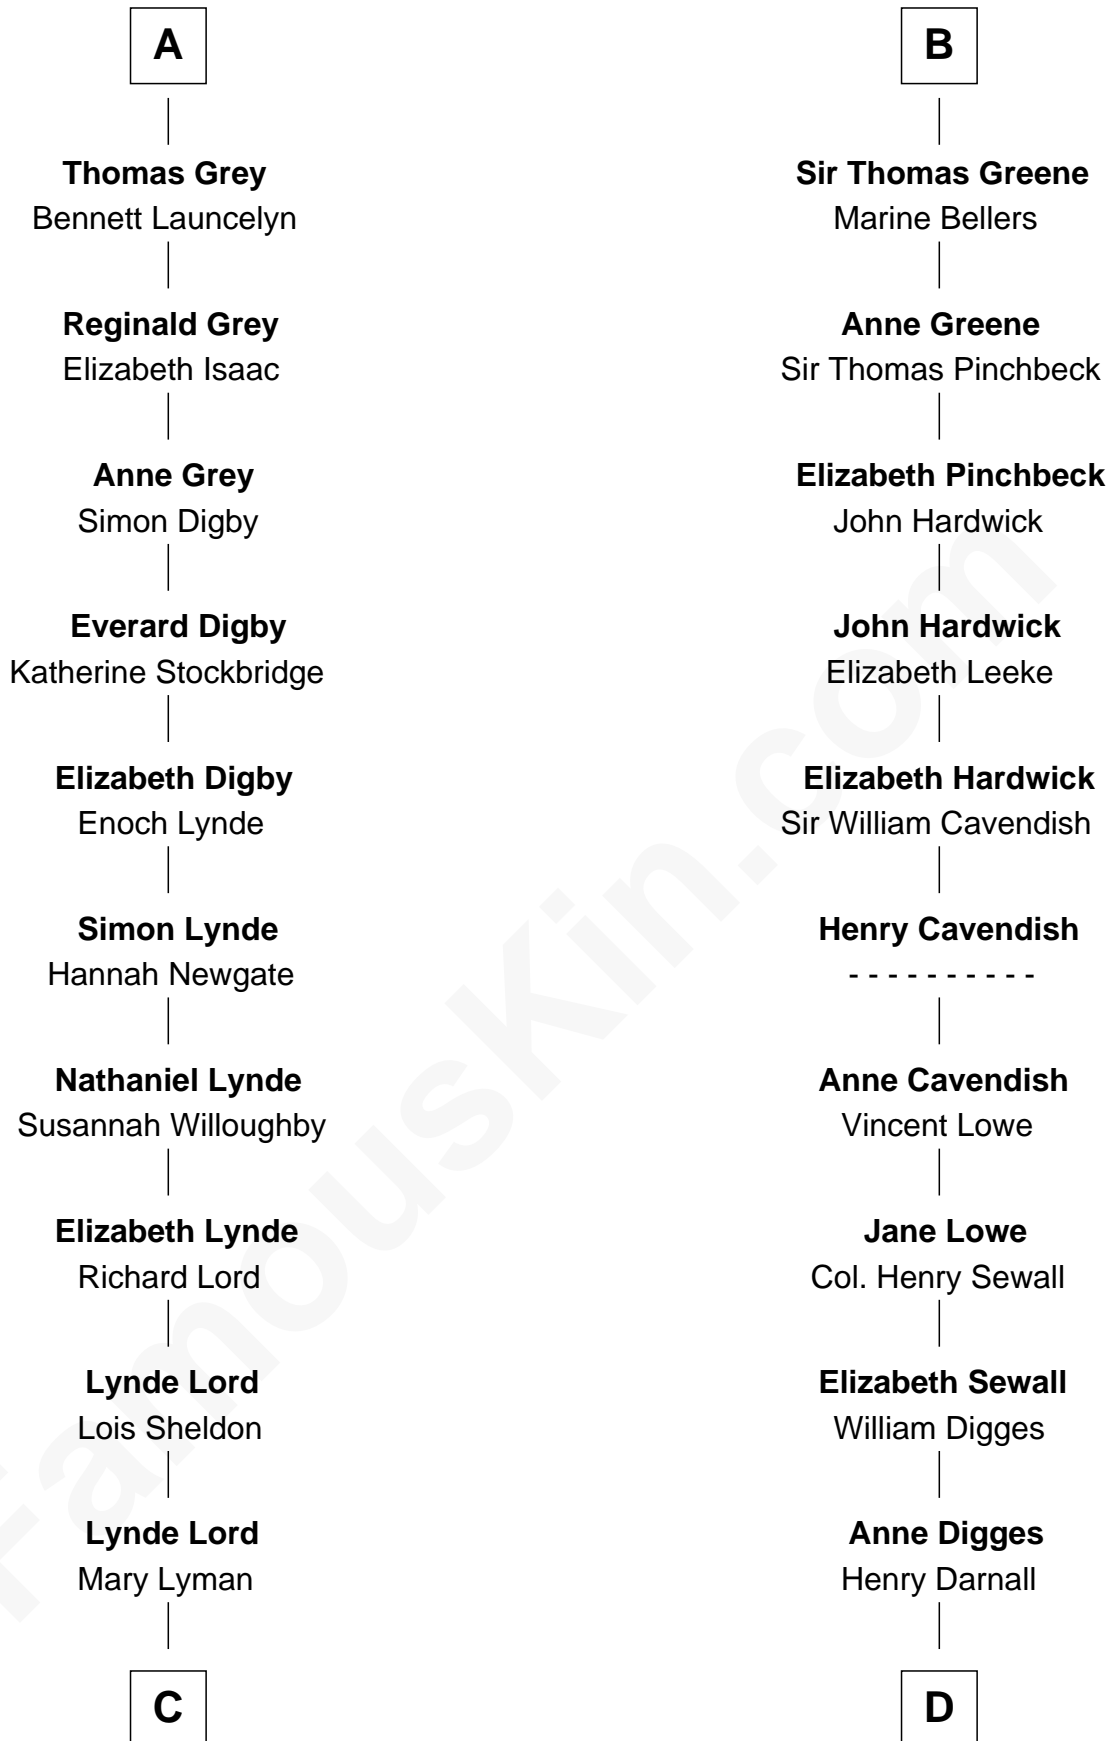 A
Thomas Grey
Bennett Launcelyn
Reginald Grey
Elizabeth Isaac
Anne Grey
Simon Digby
Everard Digby
Katherine Stockbridge
Elizabeth Digby
Enoch Lynde
Simon Lynde
Hannah Newgate
Nathaniel Lynde
Susannah Willoughby
Elizabeth Lynde
Richard Lord
Lynde Lord
Lois Sheldon
Lynde Lord
Mary Lyman
C
B
Sir Thomas Greene
Marine Bellers
Anne Greene
Sir Thomas Pinchbeck
Elizabeth Pinchbeck
John Hardwick
John Hardwick
Elizabeth Leeke
Elizabeth Hardwick
Sir William Cavendish
Henry Cavendish
- - - - - - - - - -
Anne Cavendish
Vincent Lowe
Jane Lowe
Col. Henry Sewall
Elizabeth Sewall
William Digges
Anne Digges
Henry Darnall
D
FamousKin.com